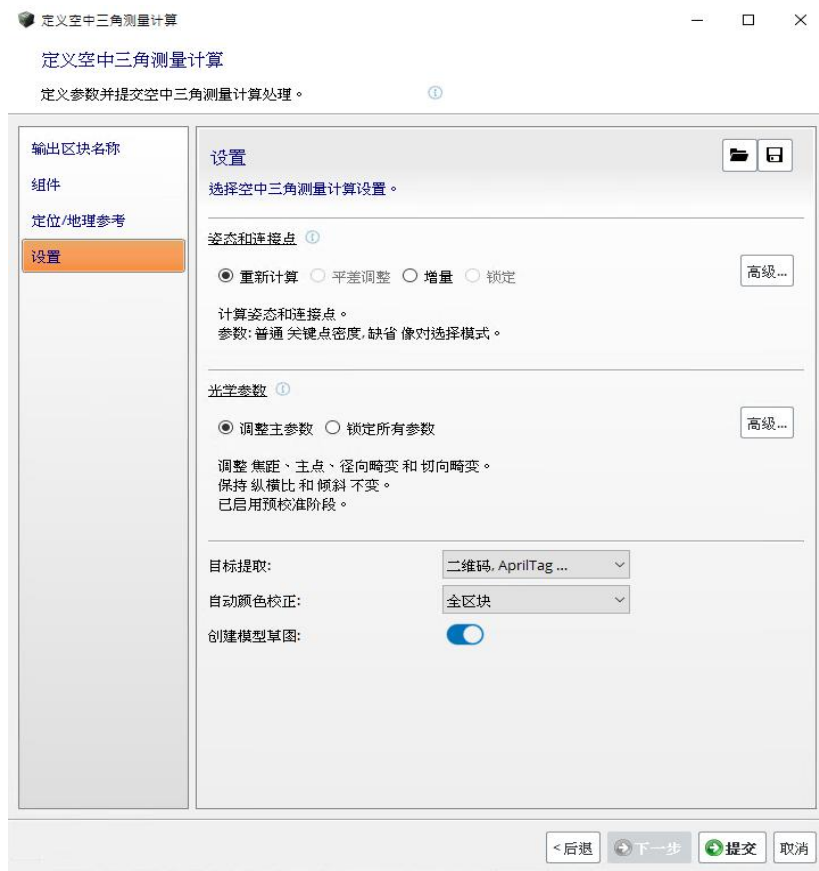 定义空中三角测量计算
定义空中三角测量计算
定义参数并提交空中三角测量计算处理。
输出区块名称
组件
定位/地理参考
设置
设置
选择空中三角测量计算设置。
姿态和连接点
重新计算 平差调整 增量 锁定
高级...
计算姿态和连接点。
参数: 普通 关键点密度, 缺省 像对选择模式。
光学参数
调整主参数 锁定所有参数
高级...
调整 焦距、主点、径向畸变 和 切向畸变。
保持 纵横比 和 倾斜 不变。
已启用预校准阶段。
目标提取: 二维码, AprilTag ...
自动颜色校正: 全区块
创建模型草图:
<后退 下一步 提交 取消